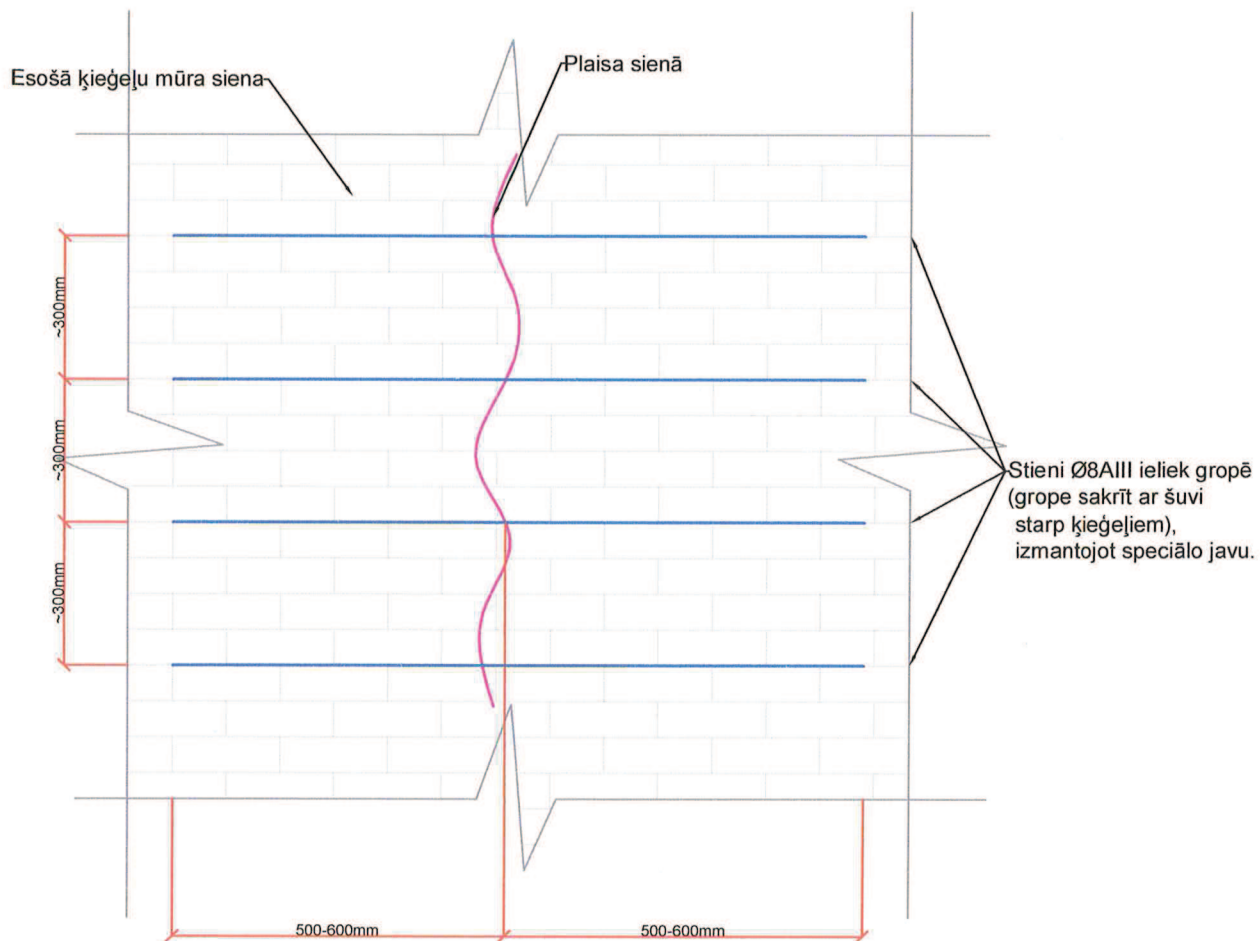 Plaisa sienā
Esošā ķieģeļu mūra siena
~300mm
~300mm
~300mm
Stieni Ø8AIII ieliek gropē
(grope sakrīt ar šuvi
starp ķieģeļiem),
izmantojot speciālo javu.
500-600mm
500-600mm